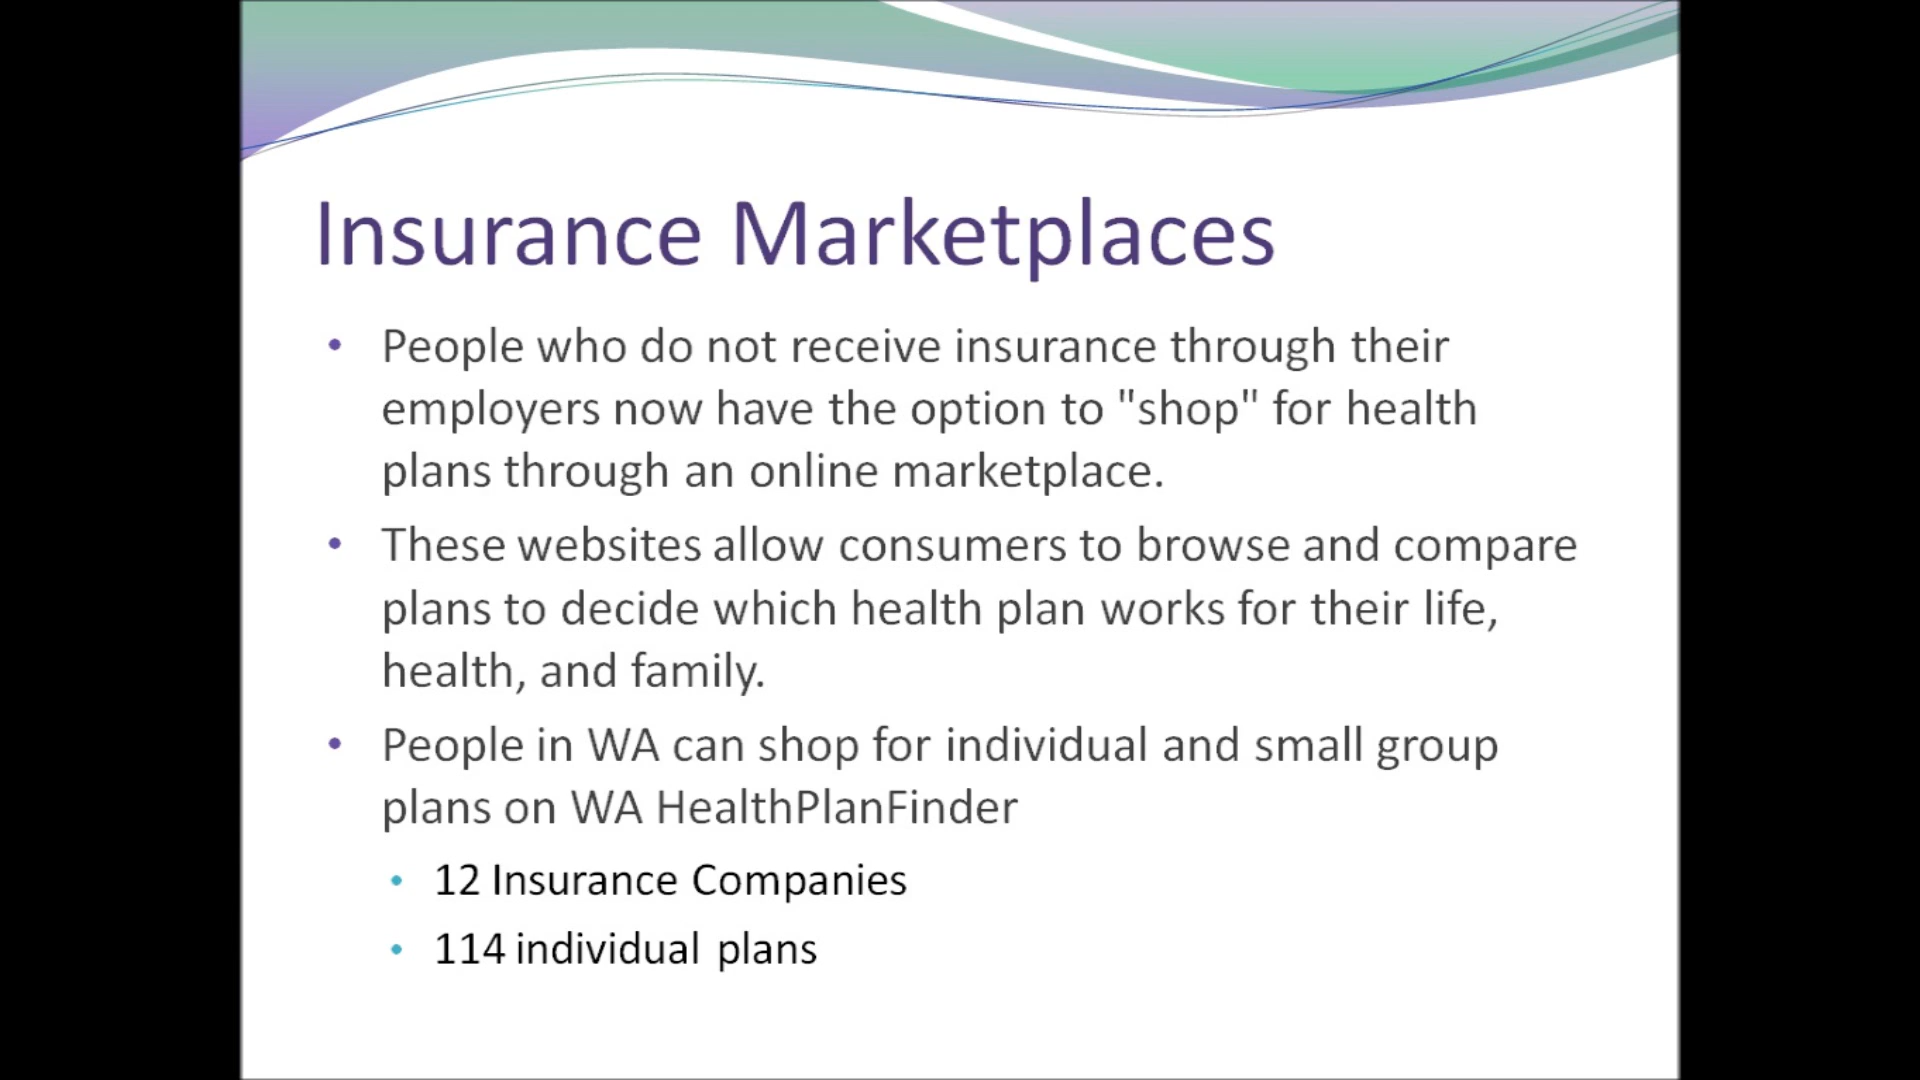 Insurance Marketplaces
• People who do not receive insurance through their
employers now have the option to "shop" for health
plans through an online marketplace.
• These websites allow consumers to browse and compare
plans to decide which health plan works for their life,
health, and family.
• People in WA can shop for individual and small group
plans on WA HealthPlanFinder
• 12 Insurance Companies
• 114 individual plans